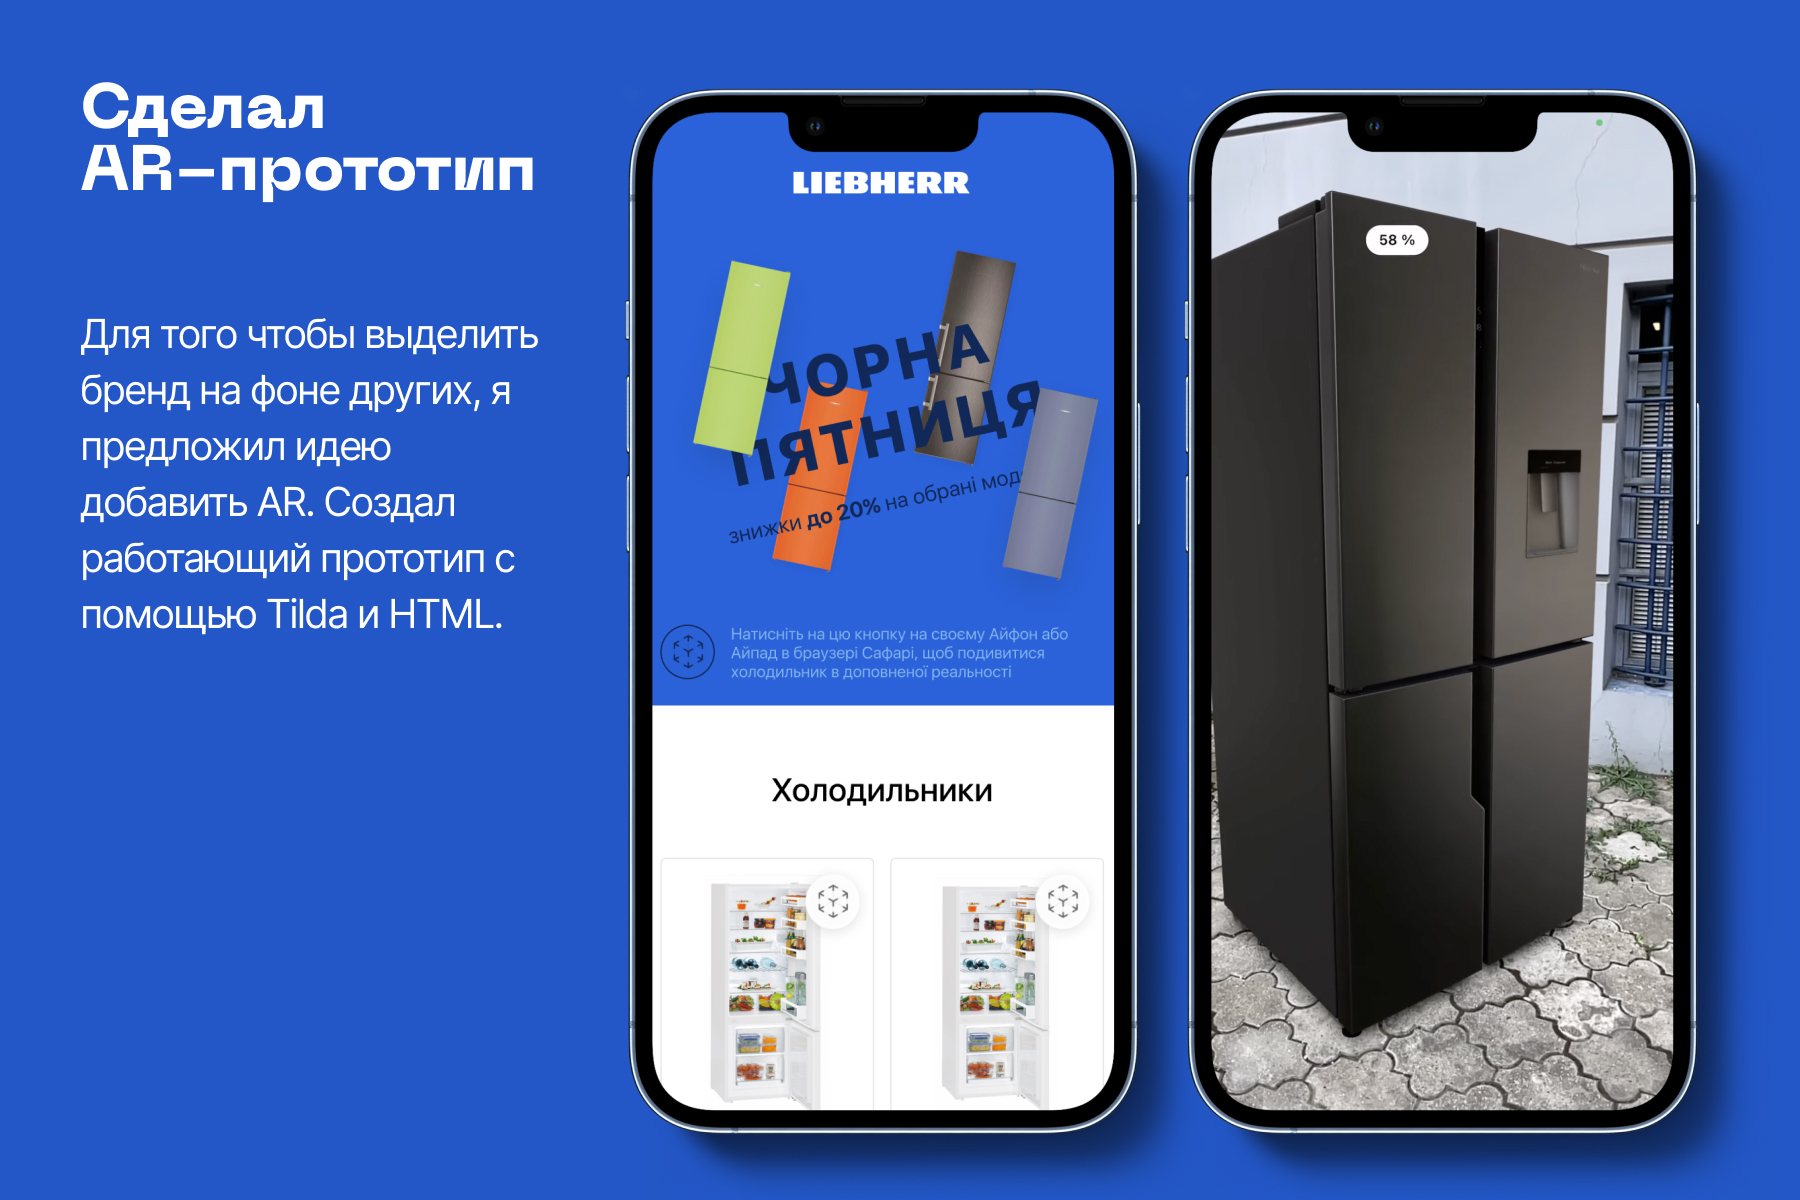 Сделал
AR-прототип
Для того чтобы выделить
бренд на фоне других, я
предложил идею
добавить AR. Создал
работающий прототип с
помощью Tilda и HTML.
LIEBHERR
ЧОРНА
ПЯТНИЦЯ
знижки до 20% на обрані мод
Натисніть на цю кнопку на своєму Айфон або
Айпад в браузері Сафарі, щоб подивитися
холодильник в доповненої реальності
Холодильники
58 %